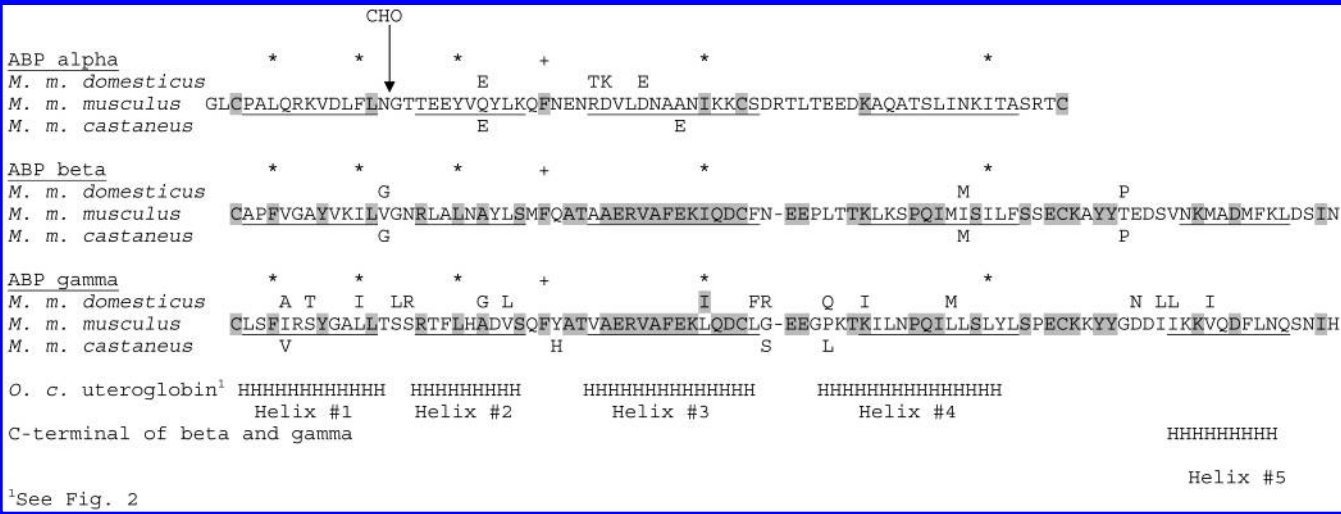 CHO
ABP alpha * * * + * *
M. m. domesticus E TK E
M. m. musculus GLCPALQRKVDLFLNGTTEEYVQYLKQFNENRDVLDNAANIKKCSDRTLTEEDKAQATSLINKITASRTC
M. m. castaneus E E
ABP beta * * * + * *
M. m. domesticus G M P
M. m. musculus CAPFVGAYVKILVGNRLALNAYLSMFQATAAERVAFEKIQDCFN-EEPLTTKLKSPQIMISILFSSECKAYYTEDSVNKMADMFKLDSIN
M. m. castaneus G M P
ABP gamma * * * + * *
M. m. domesticus A T I LR G L I FR Q I M N LL I
M. m. musculus CLSFIRSYGALLTSSRTFLHADVSQFYATVAERVAFEKLQDCLG-EEGPKTKILNPQILLSLYLSPECKKYYGDDIIKKVQDFLNQSNIH
M. m. castaneus V H S L
O. c. uteroglobin¹ HHHHHHHHHHHH HHHHHHHHH HHHHHHHHHHHHHH HHHHHHHHHHHHHHH
Helix #1 Helix #2 Helix #3 Helix #4
C-terminal of beta and gamma HHHHHHHHH
Helix #5
¹See Fig. 2